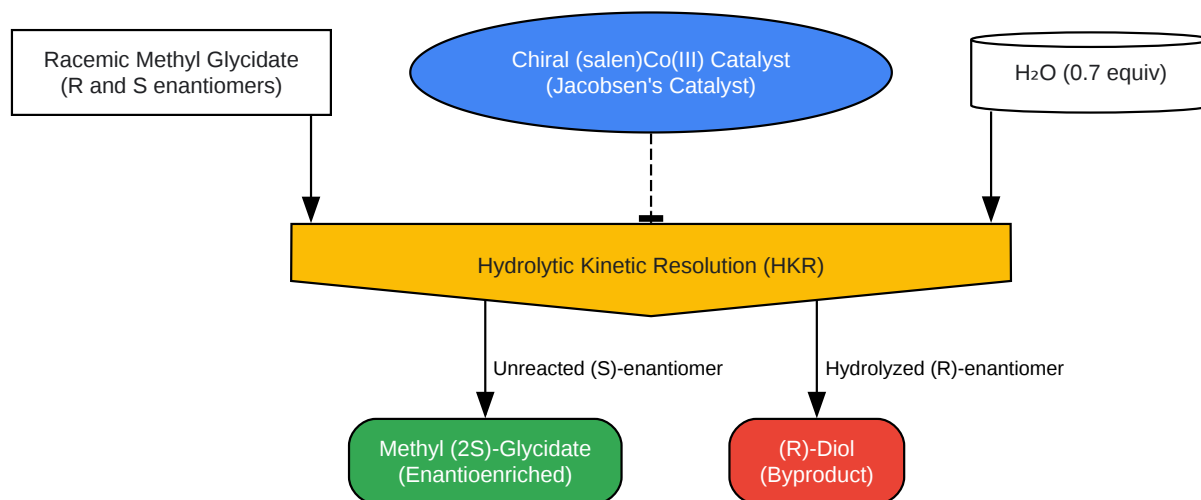 Racemic Methyl Glycidate
(R and S enantiomers)
Chiral (salen)Co(III) Catalyst
(Jacobsen's Catalyst)
H₂O (0.7 equiv)
Hydrolytic Kinetic Resolution (HKR)
Unreacted (S)-enantiomer
Hydrolyzed (R)-enantiomer
Methyl (2S)-Glycidate
(Enantioenriched)
(R)-Diol
(Byproduct)